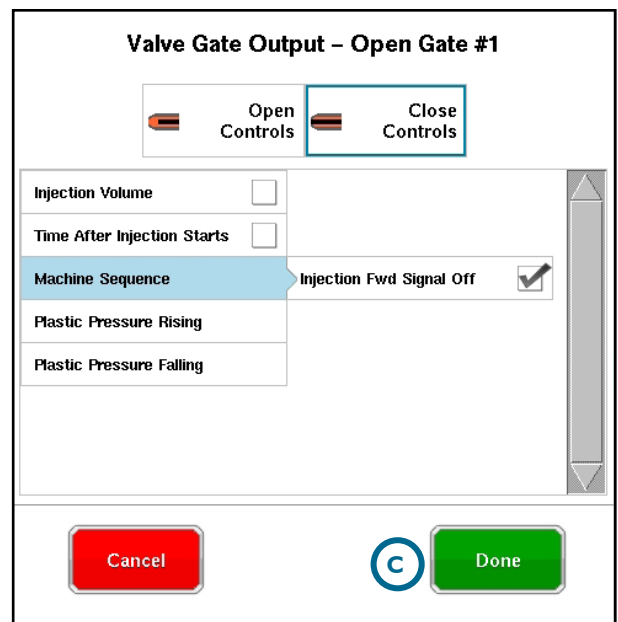 Valve Gate Output – Open Gate #1
Open
Controls
Close
Controls
Injection Volume
Time After Injection Starts
Machine Sequence
Injection Fwd Signal Off
Plastic Pressure Rising
Plastic Pressure Falling
Cancel
C
Done